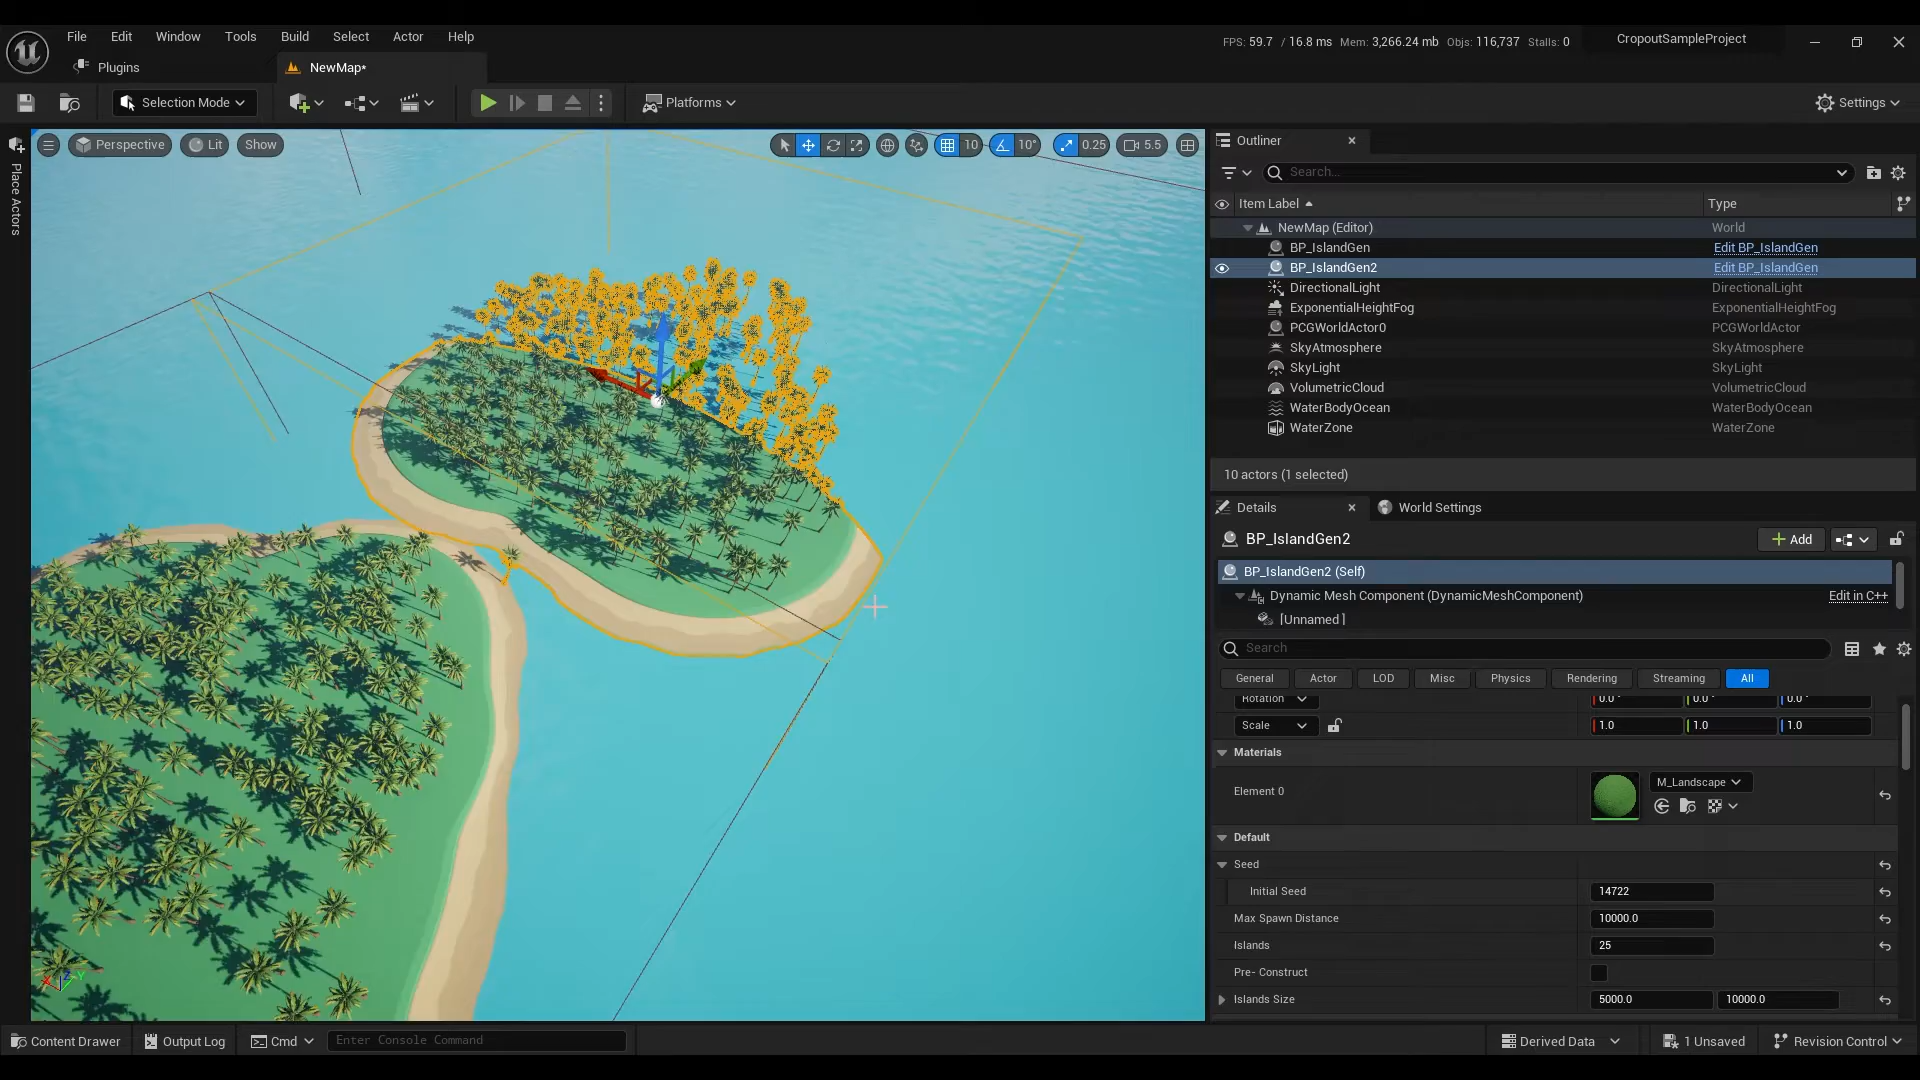 File Edit Window Tools Build Select Actor Help
FPS: 59.7 / 16.8 ms Mem: 3,266.24 mb Objs: 116,737 Stalls: 0
CropoutSampleProject
Plugins
NewMap*
Selection Mode
Platforms
Settings
Place Actors
Perspective Lit Show
10 10° 0.25 5.5
Outliner
Search...
Item Label Type
NewMap (Editor) World
BP_IslandGen Edit BP_IslandGen
BP_IslandGen2 Edit BP_IslandGen
DirectionalLight DirectionalLight
ExponentialHeightFog ExponentialHeightFog
PCGWorldActor0 PCGWorldActor
SkyAtmosphere SkyAtmosphere
SkyLight SkyLight
VolumetricCloud VolumetricCloud
WaterBodyOcean WaterBodyOcean
WaterZone WaterZone
10 actors (1 selected)
Details World Settings
BP_IslandGen2
Add
BP_IslandGen2 (Self)
Dynamic Mesh Component (DynamicMeshComponent) Edit in C++
[Unnamed ]
Search
General Actor LOD Misc Physics Rendering Streaming All
Rotation 0.0° 0.0° 0.0°
Scale 1.0 1.0 1.0
Materials
Element 0 M_Landscape
Default
Seed
Initial Seed 14722
Max Spawn Distance 10000.0
Islands 25
Pre- Construct
Islands Size 5000.0 10000.0
X Z Y
Content Drawer Output Log Cmd Enter Console Command
Derived Data 1 Unsaved Revision Control